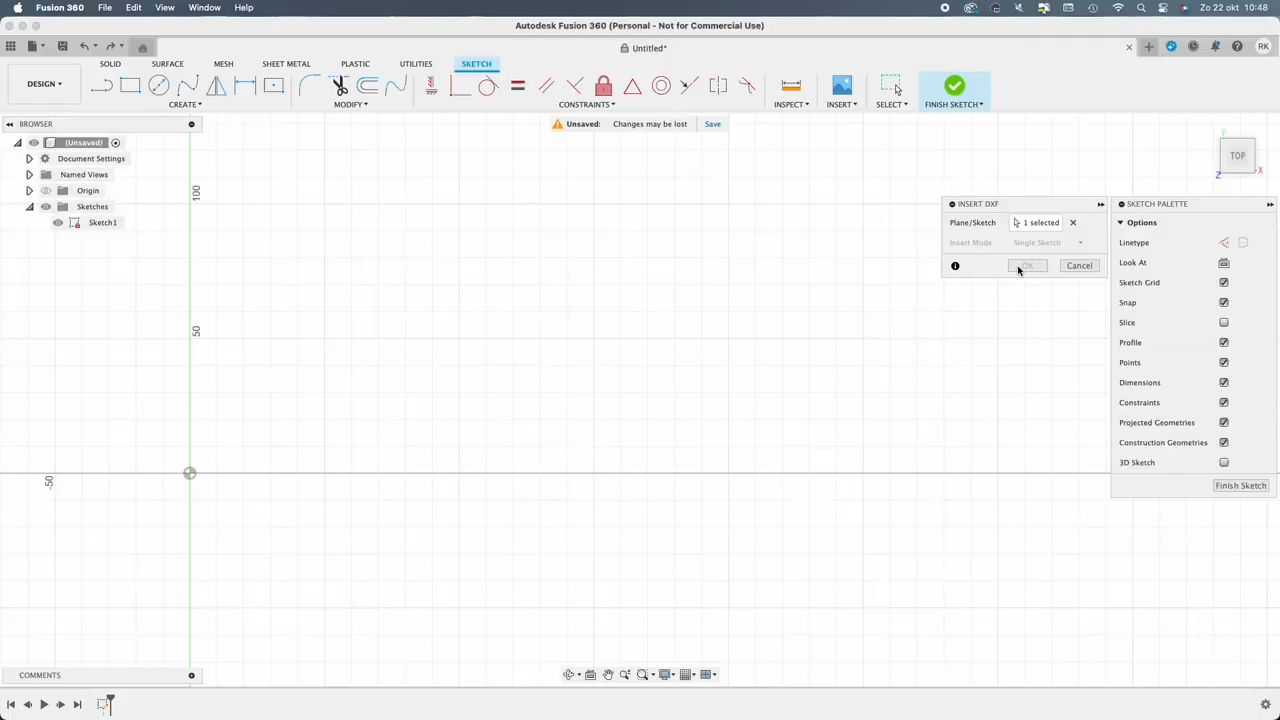 Fusion 360 File Edit View Window Help Zo 22 okt 10:48
Autodesk Fusion 360 (Personal - Not for Commercial Use)
Untitled*
RK
SOLID SURFACE MESH SHEET METAL PLASTIC UTILITIES SKETCH
DESIGN
CREATE MODIFY CONSTRAINTS INSPECT INSERT SELECT FINISH SKETCH
BROWSER
Unsaved: Changes may be lost Save
(Unsaved)
Document Settings
Named Views
Origin
Sketches
Sketch1
TOP
Y
X
Z
100
50
-50
INSERT DXF
Plane/Sketch 1 selected
Insert Mode Single Sketch
OK Cancel
SKETCH PALETTE
Options
Linetype
Look At
Sketch Grid
Snap
Slice
Profile
Points
Dimensions
Constraints
Projected Geometries
Construction Geometries
3D Sketch
Finish Sketch
COMMENTS